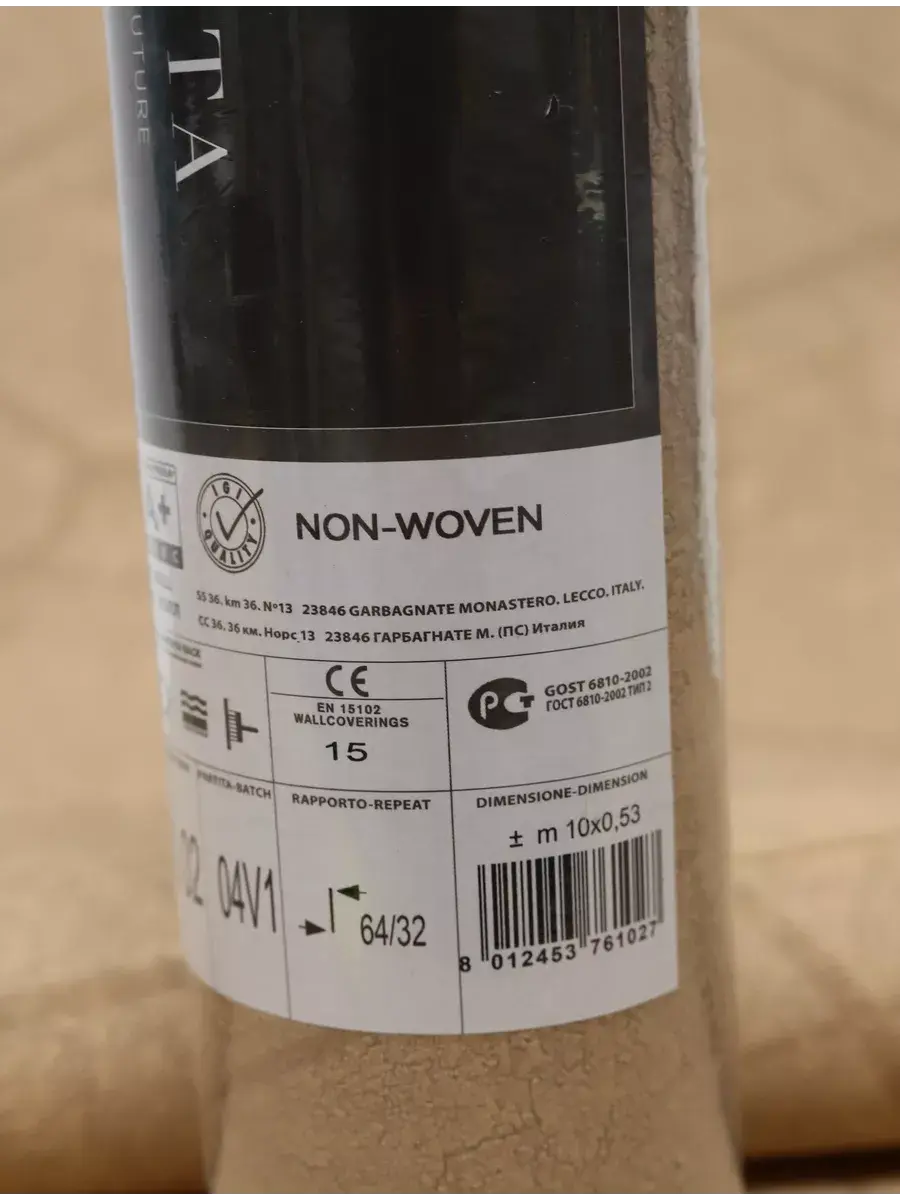 TA
UTURE
A+
IGI
QUALITY
NON-WOVEN
SS 36. km 36. Nº13 23846 GARBAGNATE MONASTERO. LECCO. ITALY.
СС 36. 36 км. Норс 13 23846 ГАРБАГНАТЕ М. (ПС) Италия
CE
EN 15102
WALLCOVERINGS
15
РСТ
GOST 6810-2002
ГОСТ 6810-2002 ТИП 2
PARTITA-BATCH
04V1
RAPPORTO-REPEAT
64/32
DIMENSIONE-DIMENSION
± m 10x0,53
8 012453 761027